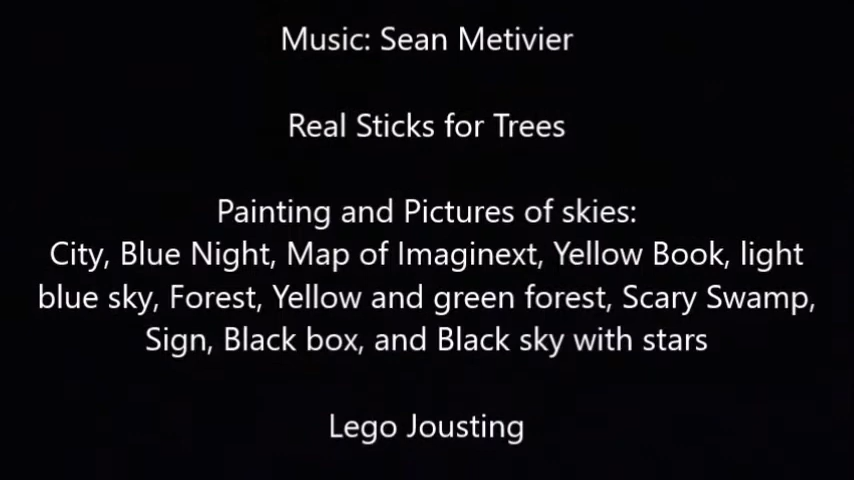 Music: Sean Metivier
Real Sticks for Trees
Painting and Pictures of skies:
City, Blue Night, Map of Imaginext, Yellow Book, light
blue sky, Forest, Yellow and green forest, Scary Swamp,
Sign, Black box, and Black sky with stars
Lego Jousting